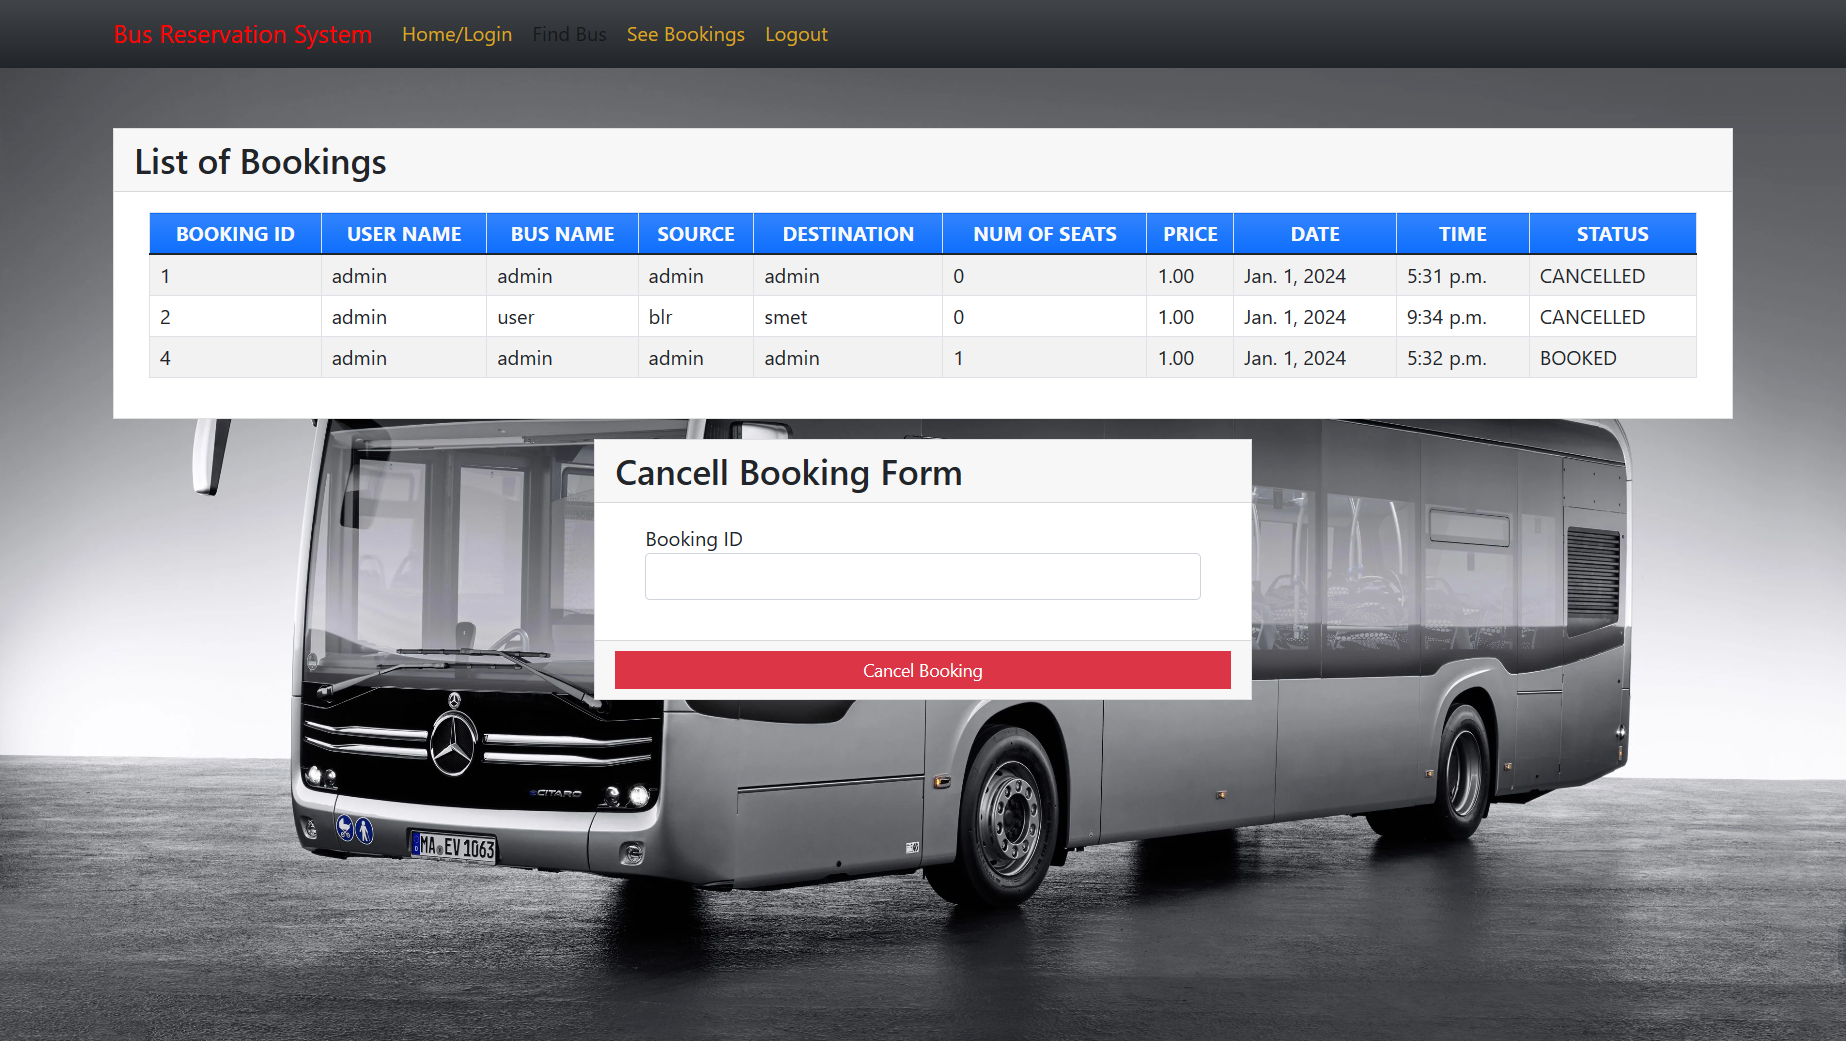 Bus Reservation System Home/Login Find Bus See Bookings Logout
List of Bookings
BOOKING ID USER NAME BUS NAME SOURCE DESTINATION NUM OF SEATS PRICE DATE TIME STATUS
1 admin admin admin admin 0 1.00 Jan. 1, 2024 5:31 p.m. CANCELLED
2 admin user blr smet 0 1.00 Jan. 1, 2024 9:34 p.m. CANCELLED
4 admin admin admin admin 1 1.00 Jan. 1, 2024 5:32 p.m. BOOKED
Cancell Booking Form
Booking ID
Cancel Booking
eCITARO
MA EV 1063